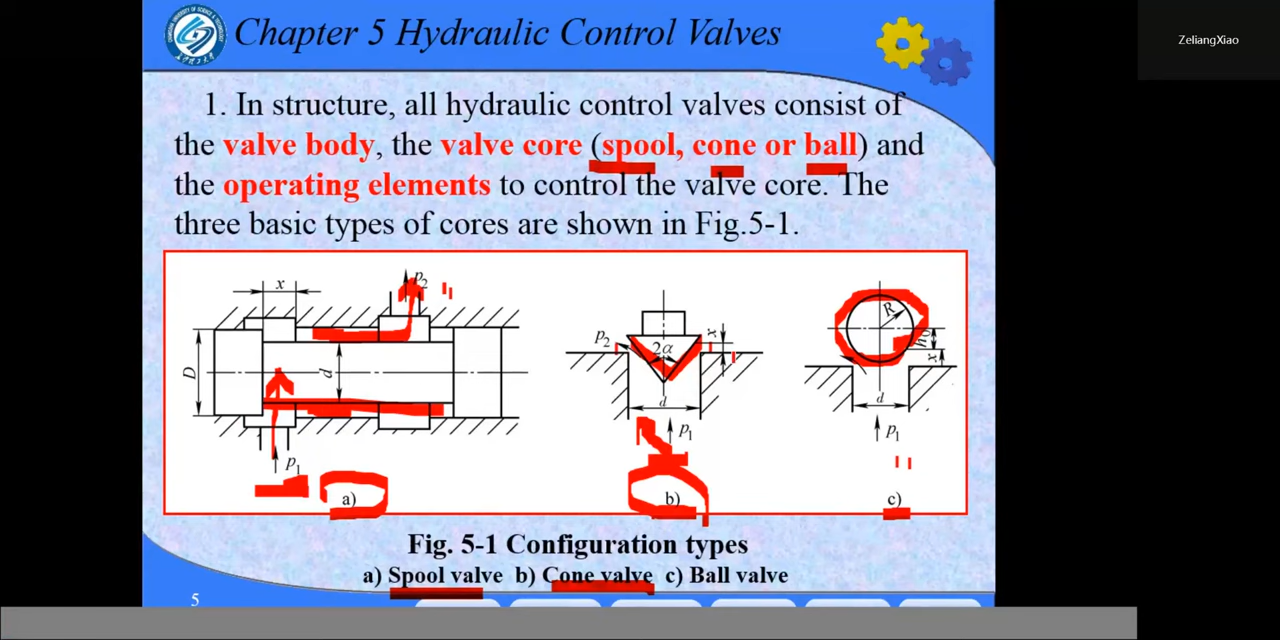 Chapter 5 Hydraulic Control Valves
ZeliangXiao
1. In structure, all hydraulic control valves consist of
the valve body, the valve core (spool, cone or ball) and
the operating elements to control the valve core. The
three basic types of cores are shown in Fig.5-1.
x
p2
D
d
p1
a)
p2
2α
x
d
p1
b)
R
h0
x
d
p1
c)
Fig. 5-1 Configuration types
a) Spool valve b) Cone valve c) Ball valve
5